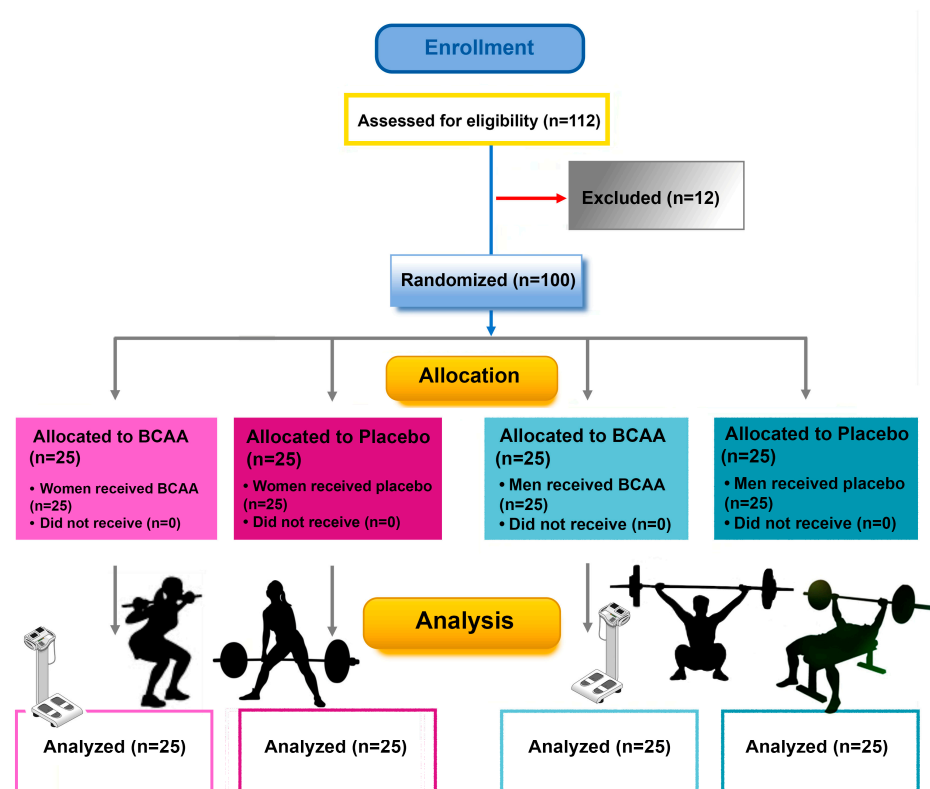 Enrollment
Assessed for eligibility (n=112)
Excluded (n=12)
Randomized (n=100)
Allocation
Allocated to BCAA
(n=25)
• Women received BCAA
(n=25)
• Did not receive (n=0)
Allocated to Placebo
(n=25)
• Women received placebo
(n=25)
• Did not receive (n=0)
Allocated to BCAA
(n=25)
• Men received BCAA
(n=25)
• Did not receive (n=0)
Allocated to Placebo
(n=25)
• Men received placebo
(n=25)
• Did not receive (n=0)
Analysis
Analyzed (n=25)
Analyzed (n=25)
Analyzed (n=25)
Analyzed (n=25)